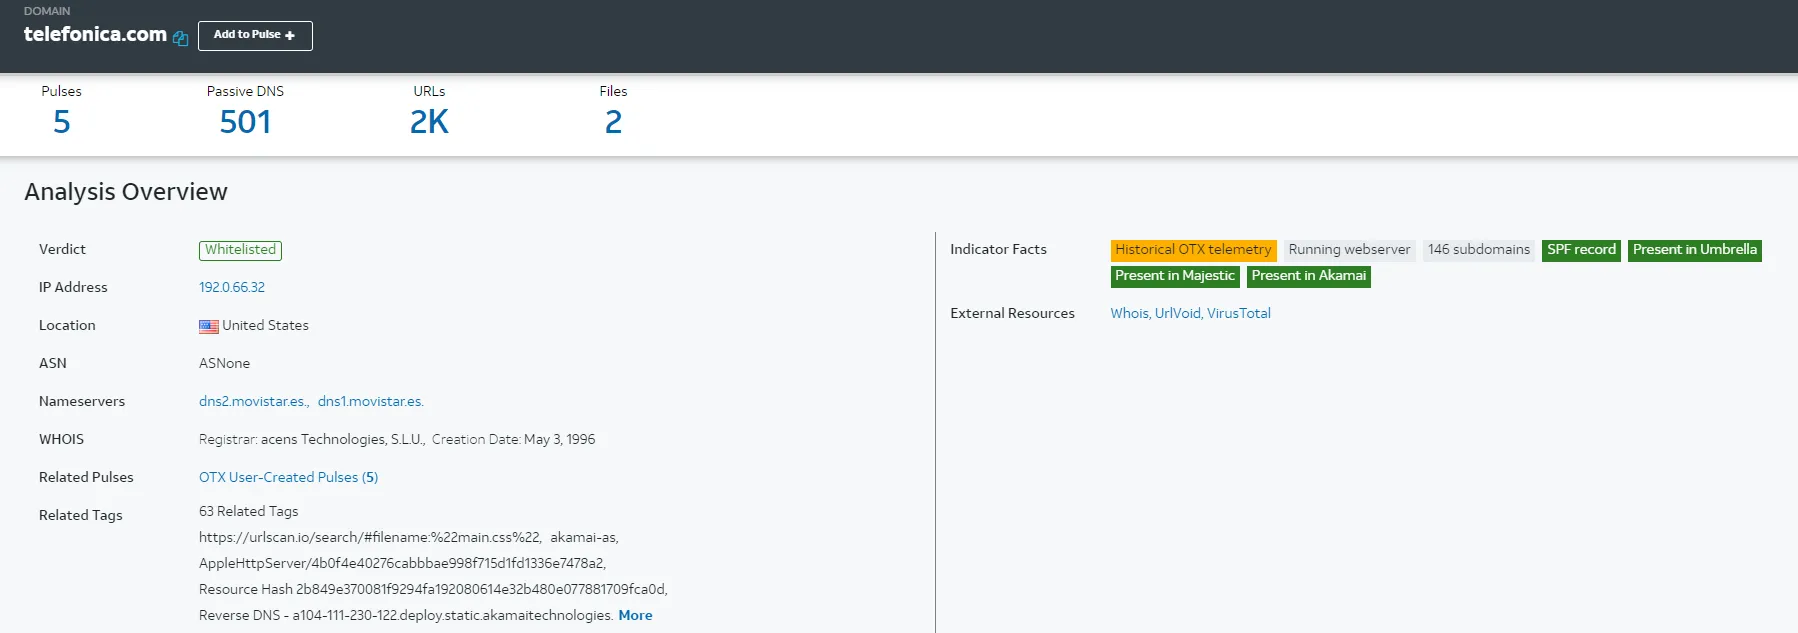 DOMAIN
telefonica.com
Add to Pulse +
Pulses
5
Passive DNS
501
URLs
2K
Files
2
Analysis Overview
Verdict
Whitelisted
IP Address
192.0.66.32
Location
United States
ASN
ASNone
Nameservers
dns2.movistar.es., dns1.movistar.es.
WHOIS
Registrar: acens Technologies, S.L.U., Creation Date: May 3, 1996
Related Pulses
OTX User-Created Pulses (5)
Related Tags
63 Related Tags
https://urlscan.io/search/#filename:%22main.css%22, akamai-as,
AppleHttpServer/4b0f4e40276cabbbae998f715d1fd1336e7478a2,
Resource Hash 2b849e370081f9294fa192080614e32b480e077881709fca0d,
Reverse DNS - a104-111-230-122.deploy.static.akamaitechnologies. More
Indicator Facts
Historical OTX telemetry Running webserver 146 subdomains SPF record Present in Umbrella
Present in Majestic Present in Akamai
External Resources
Whois, UrlVoid, VirusTotal